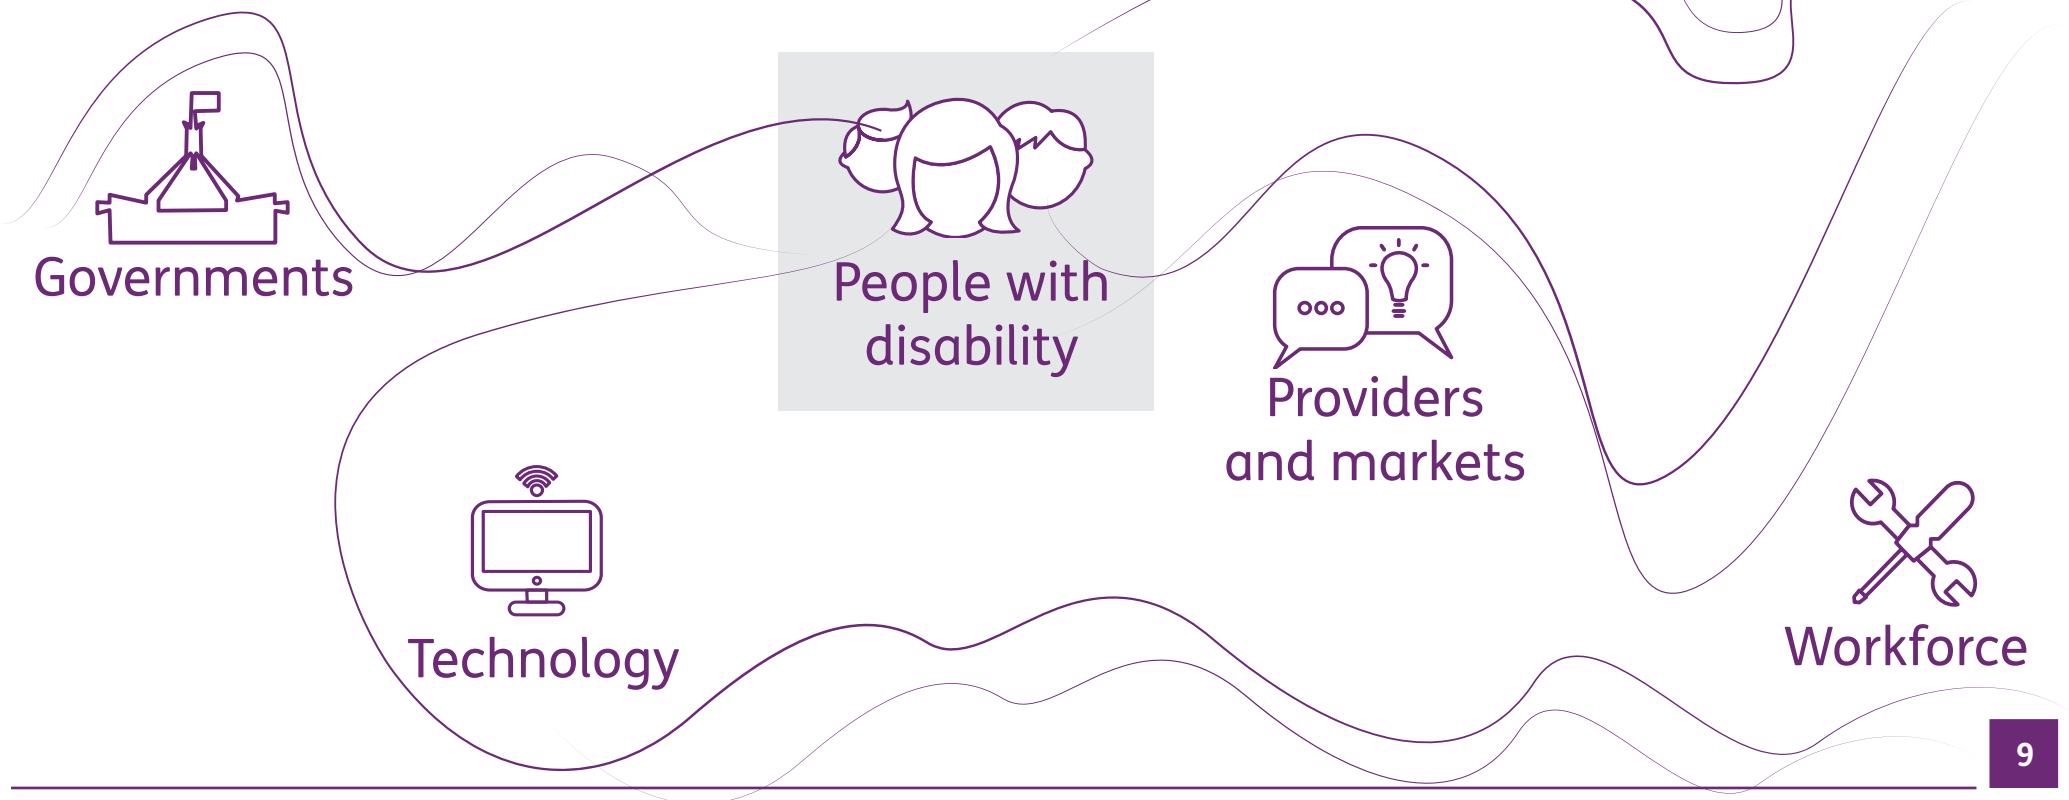 Governments
People with
disability
Providers
and markets
Technology
Workforce
9